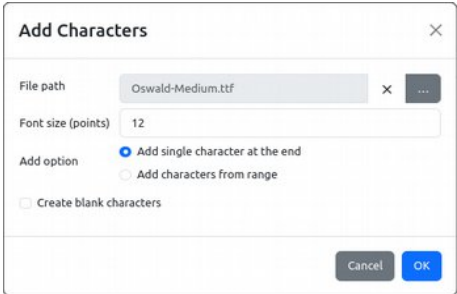 Add Characters
File path
Oswald-Medium.ttf
...
Font size (points)
12
Add option
Add single character at the end
Add characters from range
Create blank characters
Cancel
OK